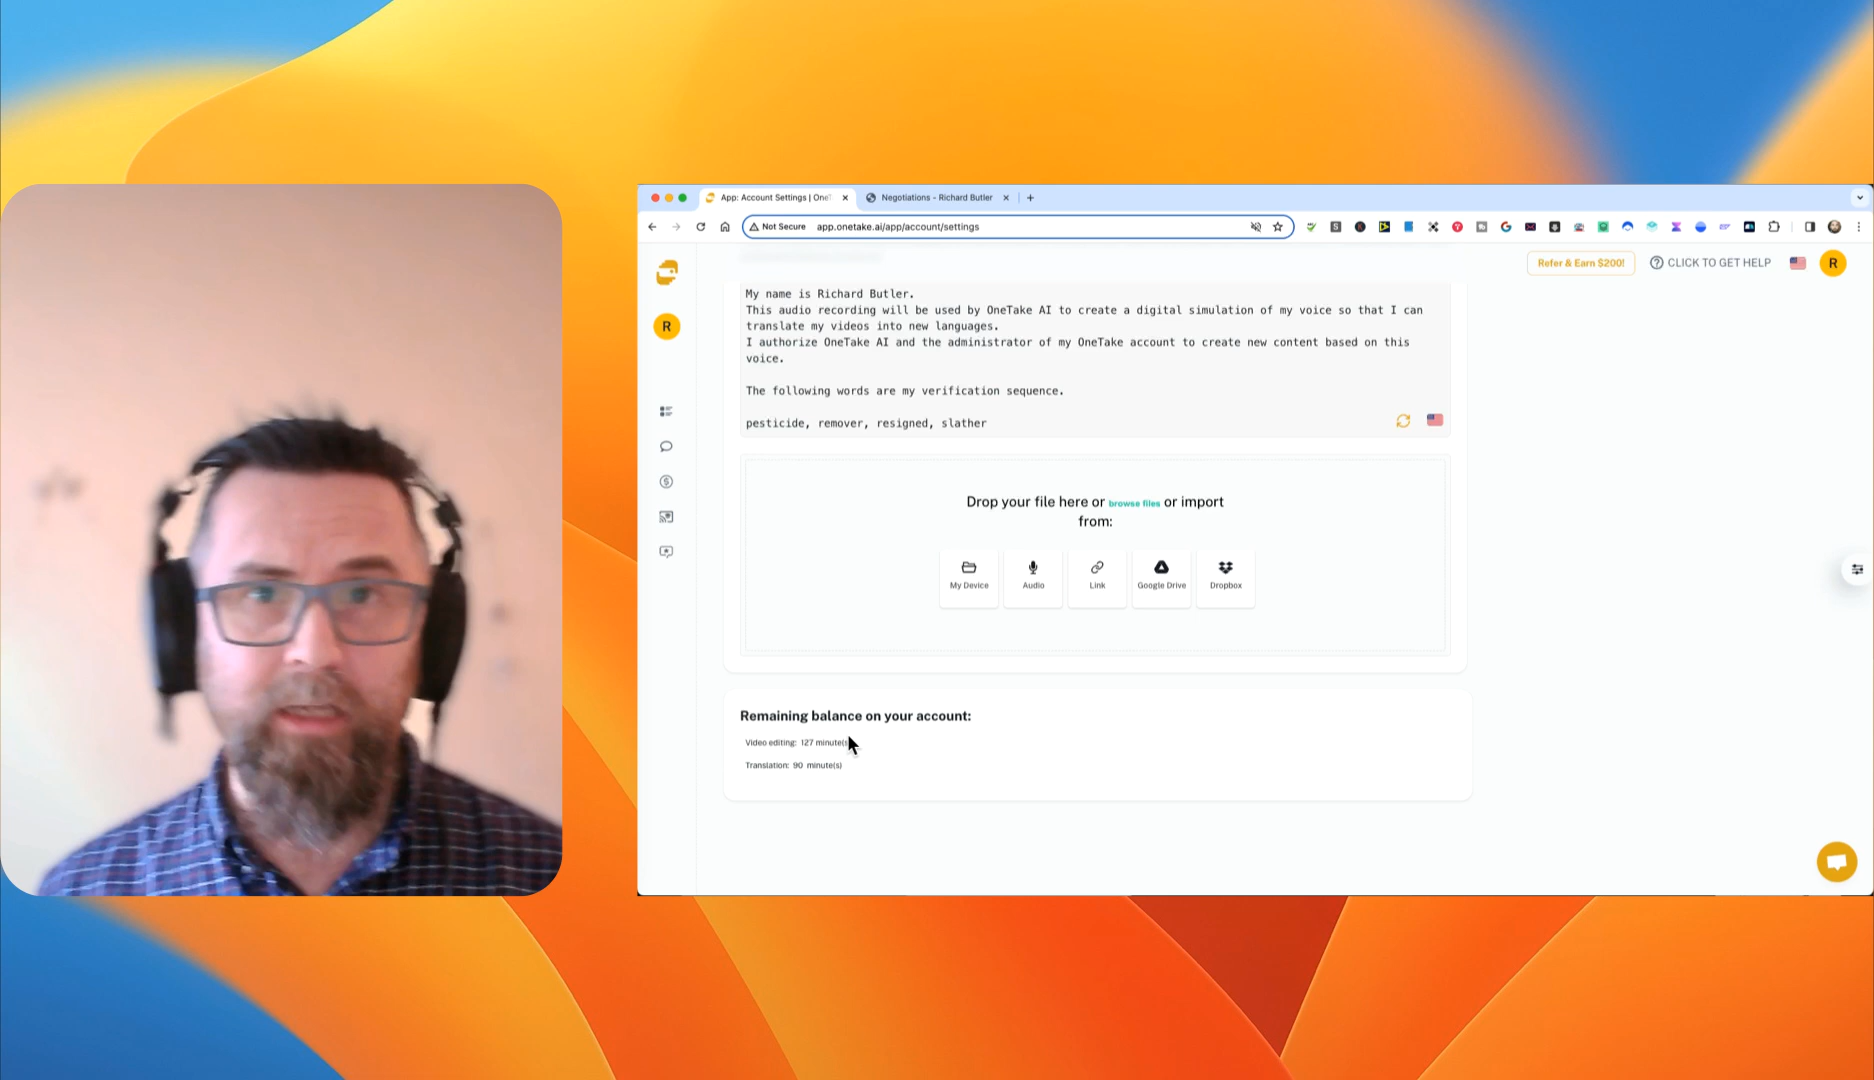 App: Account Settings | One
Negotiations - Richard Butler
Not Secure
app.onetake.ai/app/account/settings
Refer & Earn $200!
CLICK TO GET HELP
R
R
My name is Richard Butler.
This audio recording will be used by OneTake AI to create a digital simulation of my voice so that I can
translate my videos into new languages.
I authorize OneTake AI and the administrator of my OneTake account to create new content based on this
voice.
The following words are my verification sequence.
pesticide, remover, resigned, slather
Drop your file here or browse files or import
from:
My Device
Audio
Link
Google Drive
Dropbox
Remaining balance on your account:
Video editing: 127 minute(s)
Translation: 90 minute(s)